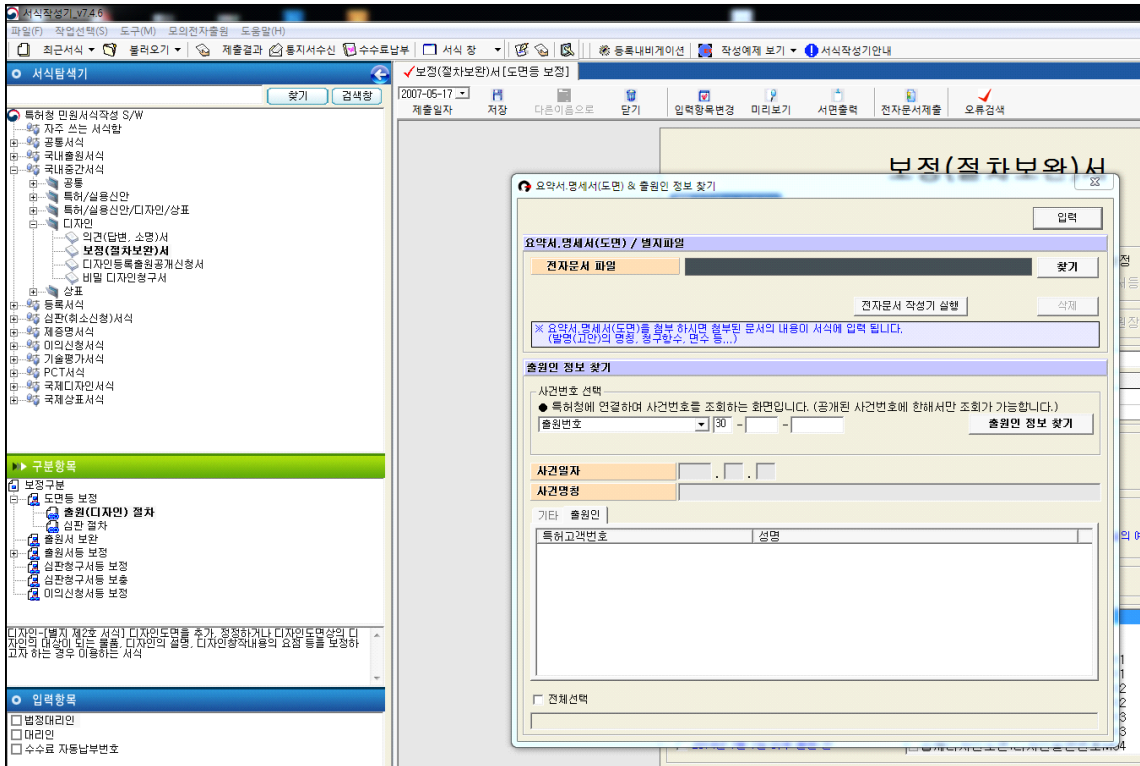 서식작성기_v7.4.6
파일(F) 작업선택(S) 도구(M) 모의전자출원 도움말(H)
최근서식 불러오기 제출결과 통지서수신 수수료납부 서식 창 등록내비게이션 작성예제 보기 서식작성기안내
서식탐색기
찾기 검색창
특허청 민원서식작성 S/W
자주 쓰는 서식함
공통서식
국내출원서식
국내중간서식
공통
특허/실용신안
특허/실용신안/디자인/상표
디자인
의견(답변, 소명)서
보정(절차보완)서
디자인등록출원공개신청서
비밀 디자인청구서
상표
등록서식
심판(취소신청)서식
제증명서식
이의신청서식
기술평가서식
PCT서식
국제디자인서식
국제상표서식
구분항목
보정구분
도면등 보정
출원(디자인) 절차
심판 절차
출원서 보완
출원서등 보정
심판청구서등 보정
심판청구서등 보충
이의신청서등 보정
디자인-[별지 제2호 서식] 디자인도면을 추가, 정정하거나 디자인도면상의 디
자인의 대상이 되는 물품, 디자인의 설명, 디자인창작내용의 요점 등를 보정하
고자 하는 경우 이용하는 서식
입력항목
법정대리인
대리인
수수료 자동납부번호
보정(절차보완)서[도면등 보정]
2007-05-17
제출일자 저장 다른이름으로 닫기 입력항목변경 미리보기 서면출력 전자문서제출 오류검색
보정(절차보완)서
요약서,명세서(도면) & 출원인 정보 찾기
입력
요약서,명세서(도면) / 별지파일
전자문서 파일 찾기
전자문서 작성기 실행 삭제
※ 요약서,명세서(도면)를 첨부 하시면 첨부된 문서의 내용이 서식에 입력 됩니다.
(발명(고안)의 명칭, 청구항수, 면수 등,,,)
출원인 정보 찾기
사건번호 선택
● 특허청에 연결하며 사건번호를 조회하는 화면입니다. (공개된 사건번호에 한해서만 조회가 가능합니다.)
출원번호 30 - - 출원인 정보 찾기
사건일자 . .
사건명칭
기타 출원인
특허고객번호 성명
전체선택